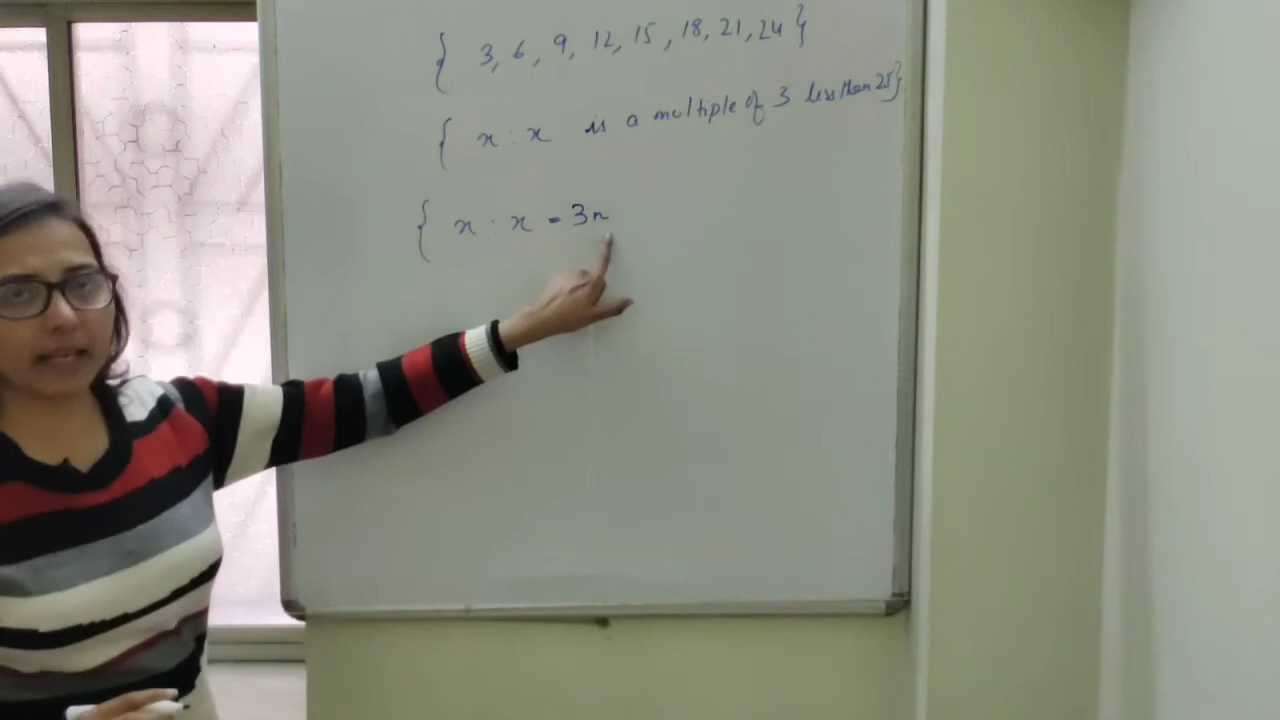 { 3, 6, 9, 12, 15, 18, 21, 24 }
{ x : x is a multiple of 3 less than 25 }
{ x : x = 3n